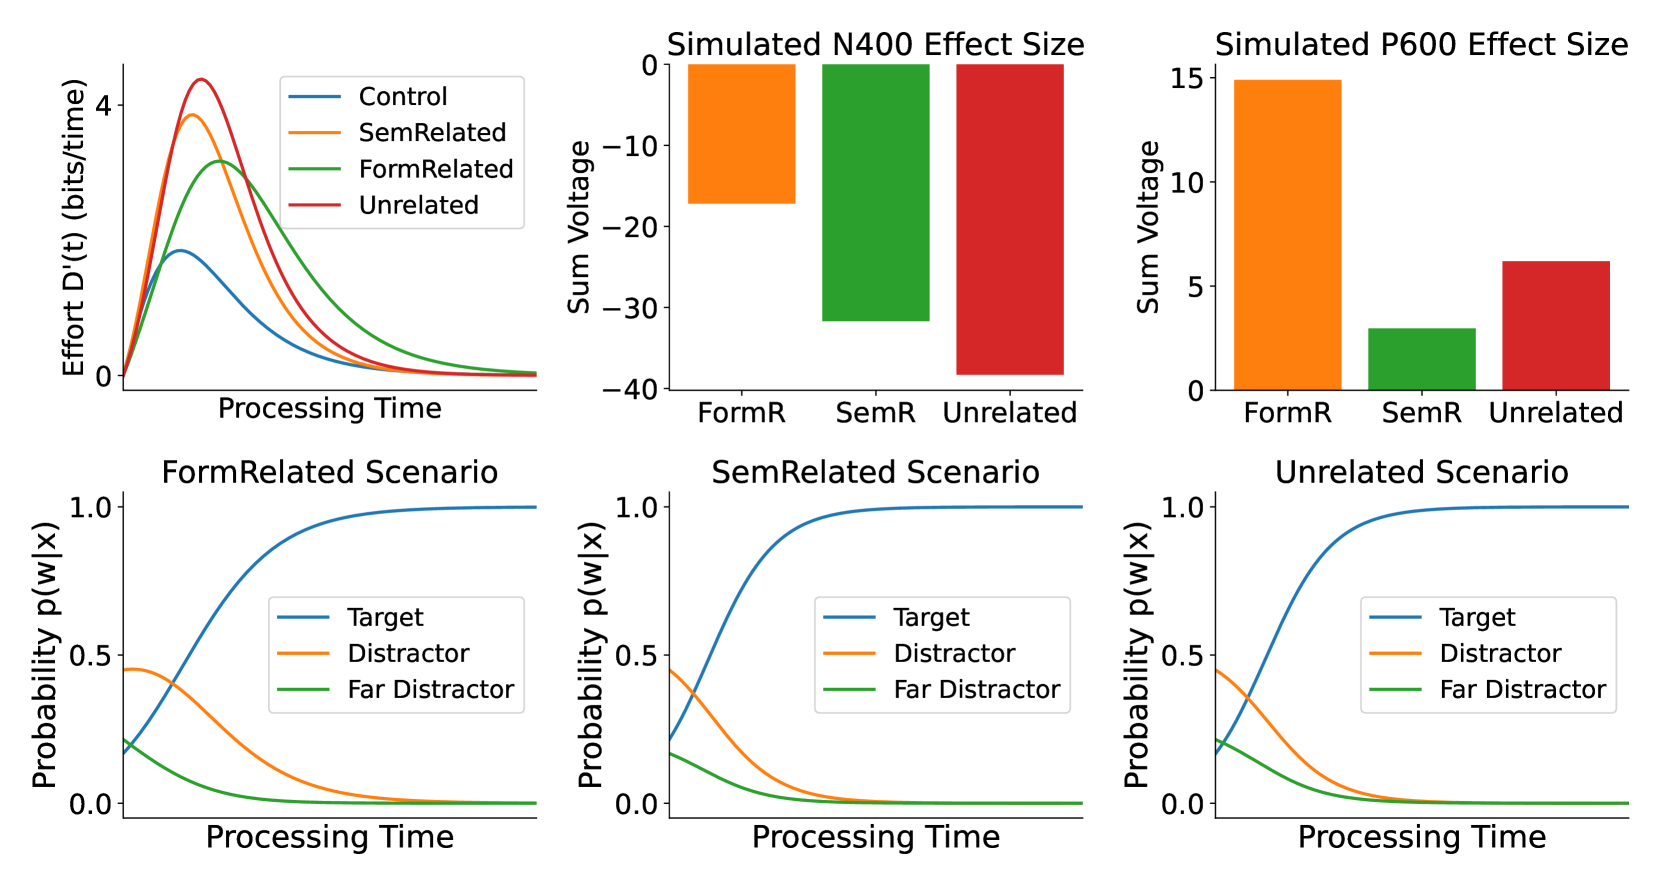 Effort D'(t) (bits/time)
4
0
Processing Time
Control
SemRelated
FormRelated
Unrelated
Simulated N400 Effect Size
Sum Voltage
0
−10
−20
−30
−40
FormR
SemR
Unrelated
Simulated P600 Effect Size
Sum Voltage
15
10
5
0
FormR
SemR
Unrelated
FormRelated Scenario
Probability p(w|x)
1.0
0.5
0.0
Target
Distractor
Far Distractor
Processing Time
SemRelated Scenario
Probability p(w|x)
1.0
0.5
0.0
Target
Distractor
Far Distractor
Processing Time
Unrelated Scenario
Probability p(w|x)
1.0
0.5
0.0
Target
Distractor
Far Distractor
Processing Time